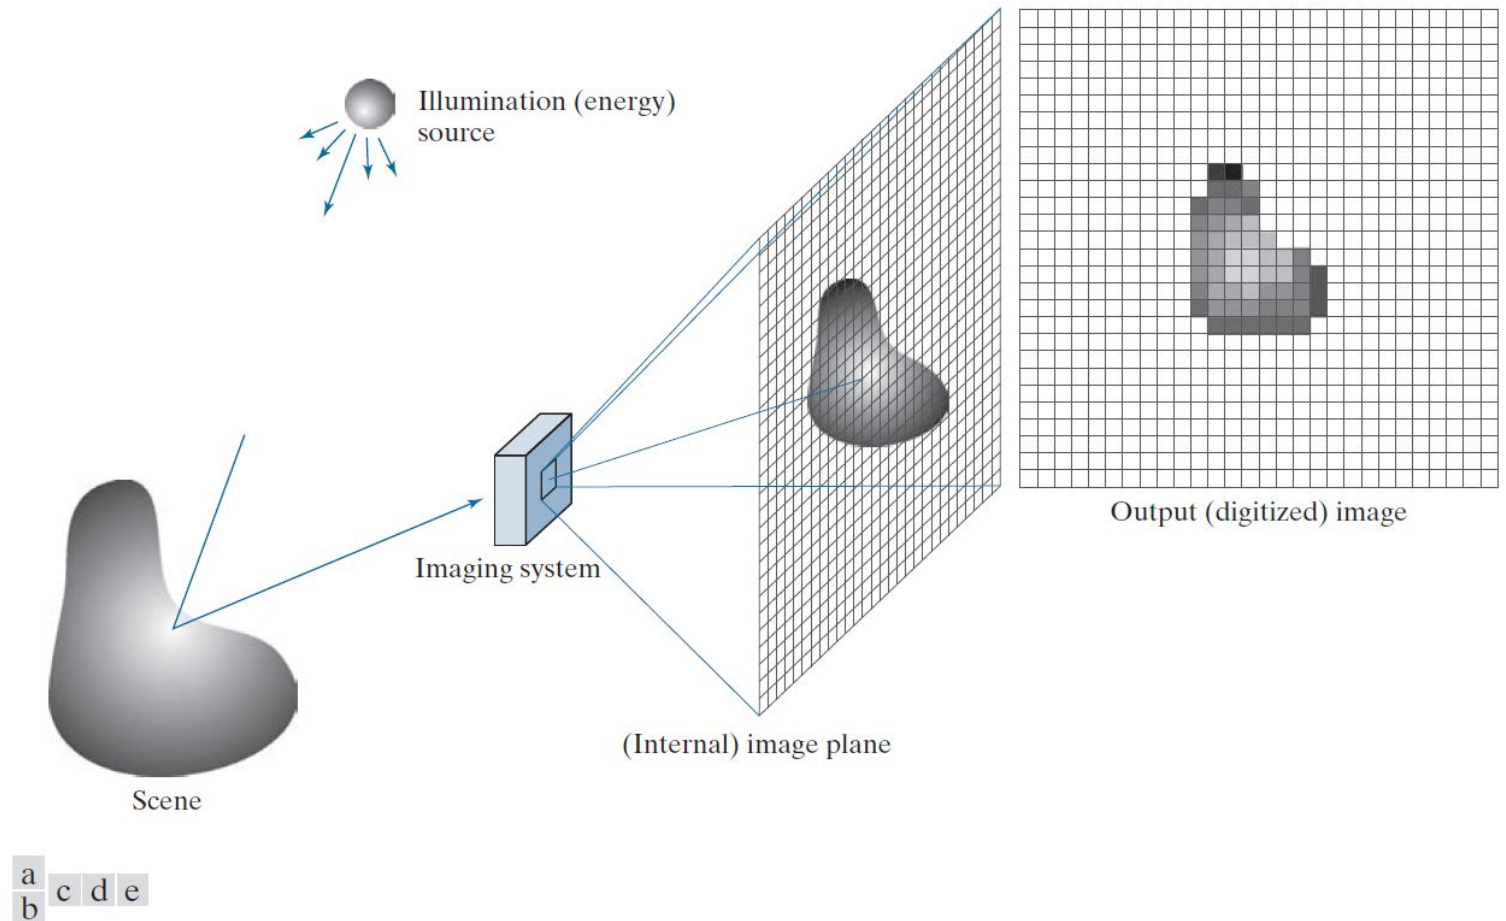 Illumination (energy)
source
Output (digitized) image
Imaging system
(Internal) image plane
Scene
a
b
c d e